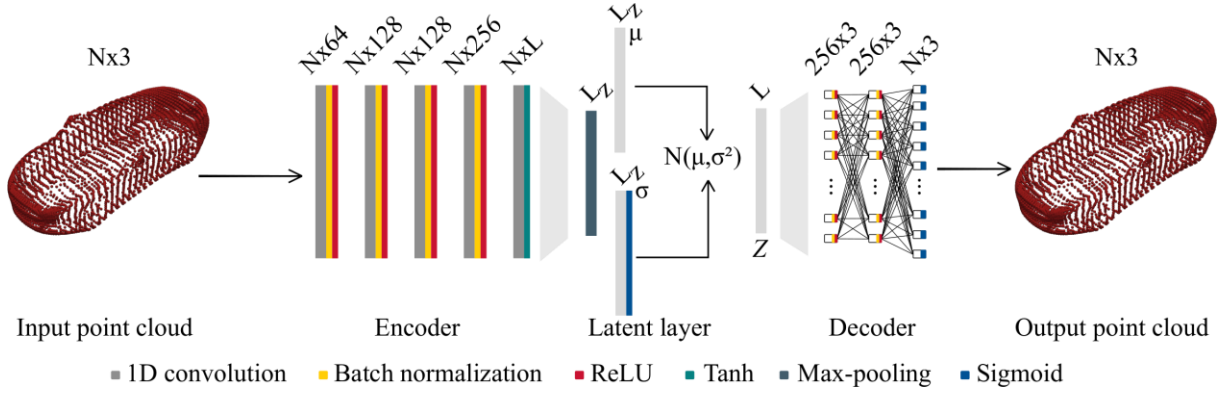 Nx3
Nx64
Nx128
Nx128
Nx256
NxL
Lz
Lz
μ
Lz
σ
N(μ,σ²)
L
Z
256x3
256x3
Nx3
Nx3
Input point cloud
Encoder
Latent layer
Decoder
Output point cloud
1D convolution
Batch normalization
ReLU
Tanh
Max-pooling
Sigmoid